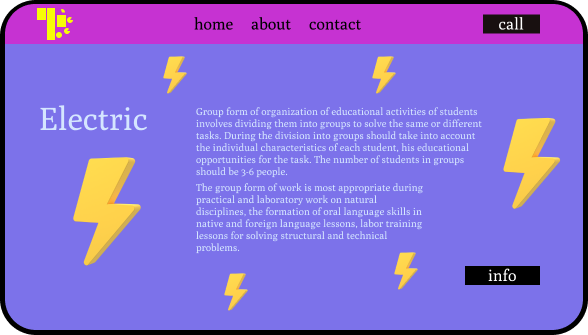 home about contact call
Electric
Group form of organization of educational activities of students
involves dividing them into groups to solve the same or different
tasks. During the division into groups should take into account
the individual characteristics of each student, his educational
opportunities for the task. The number of students in groups
should be 3-6 people.
The group form of work is most appropriate during
practical and laboratory work on natural
disciplines, the formation of oral language skills in
native and foreign language lessons, labor training
lessons for solving structural and technical
problems.
info